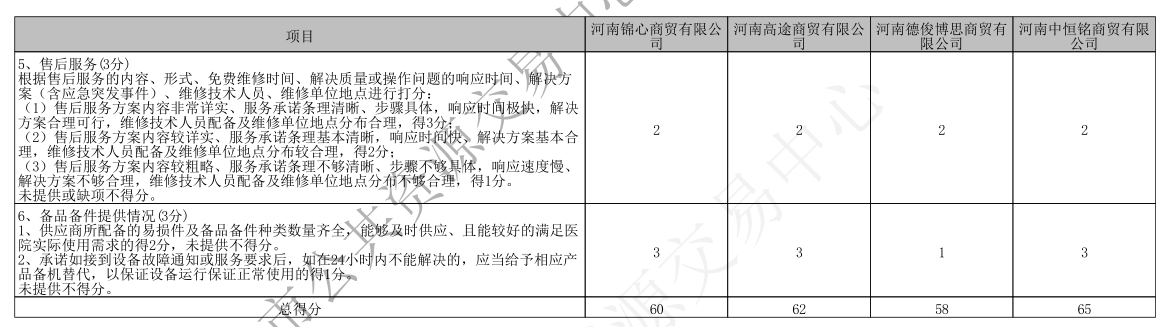 项目
河南锦心商贸有限公司
河南高途商贸有限公司
河南德俊博思商贸有限公司
河南中恒铭商贸有限公司
5、售后服务(3分)
根据售后服务的内容、形式、免费维修时间、解决质量或操作问题的响应时间、解决方
案（含应急突发事件）、维修技术人员、维修单位地点进行打分：
（1）售后服务方案内容非常详实、服务承诺条理清晰、步骤具体，响应时间极快，解决
方案合理可行，维修技术人员配备及维修单位地点分布合理，得3分；
（2）售后服务方案内容较详实、服务承诺条理基本清晰，响应时间快、解决方案基本合
理，维修技术人员配备及维修单位地点分布较合理，得2分；
（3）售后服务方案内容较粗略、服务承诺条理不够清晰、步骤不够具体，响应速度慢、
解决方案不够合理，维修技术人员配备及维修单位地点分布不够合理，得1分。
未提供或缺项不得分。
2
2
2
2
6、备品备件提供情况(3分)
1、供应商所配备的易损件及备品备件种类数量齐全，能够及时供应、且能较好的满足医
院实际使用需求的得2分，未提供不得分。
2、承诺如接到设备故障通知或服务要求后，如在24小时内不能解决的，应当给予相应产
品备机替代，以保证设备运行保证正常使用的得1分。
未提供不得分。
3
3
1
3
总得分
60
62
58
65
市公共资源交易中心
源交易中心